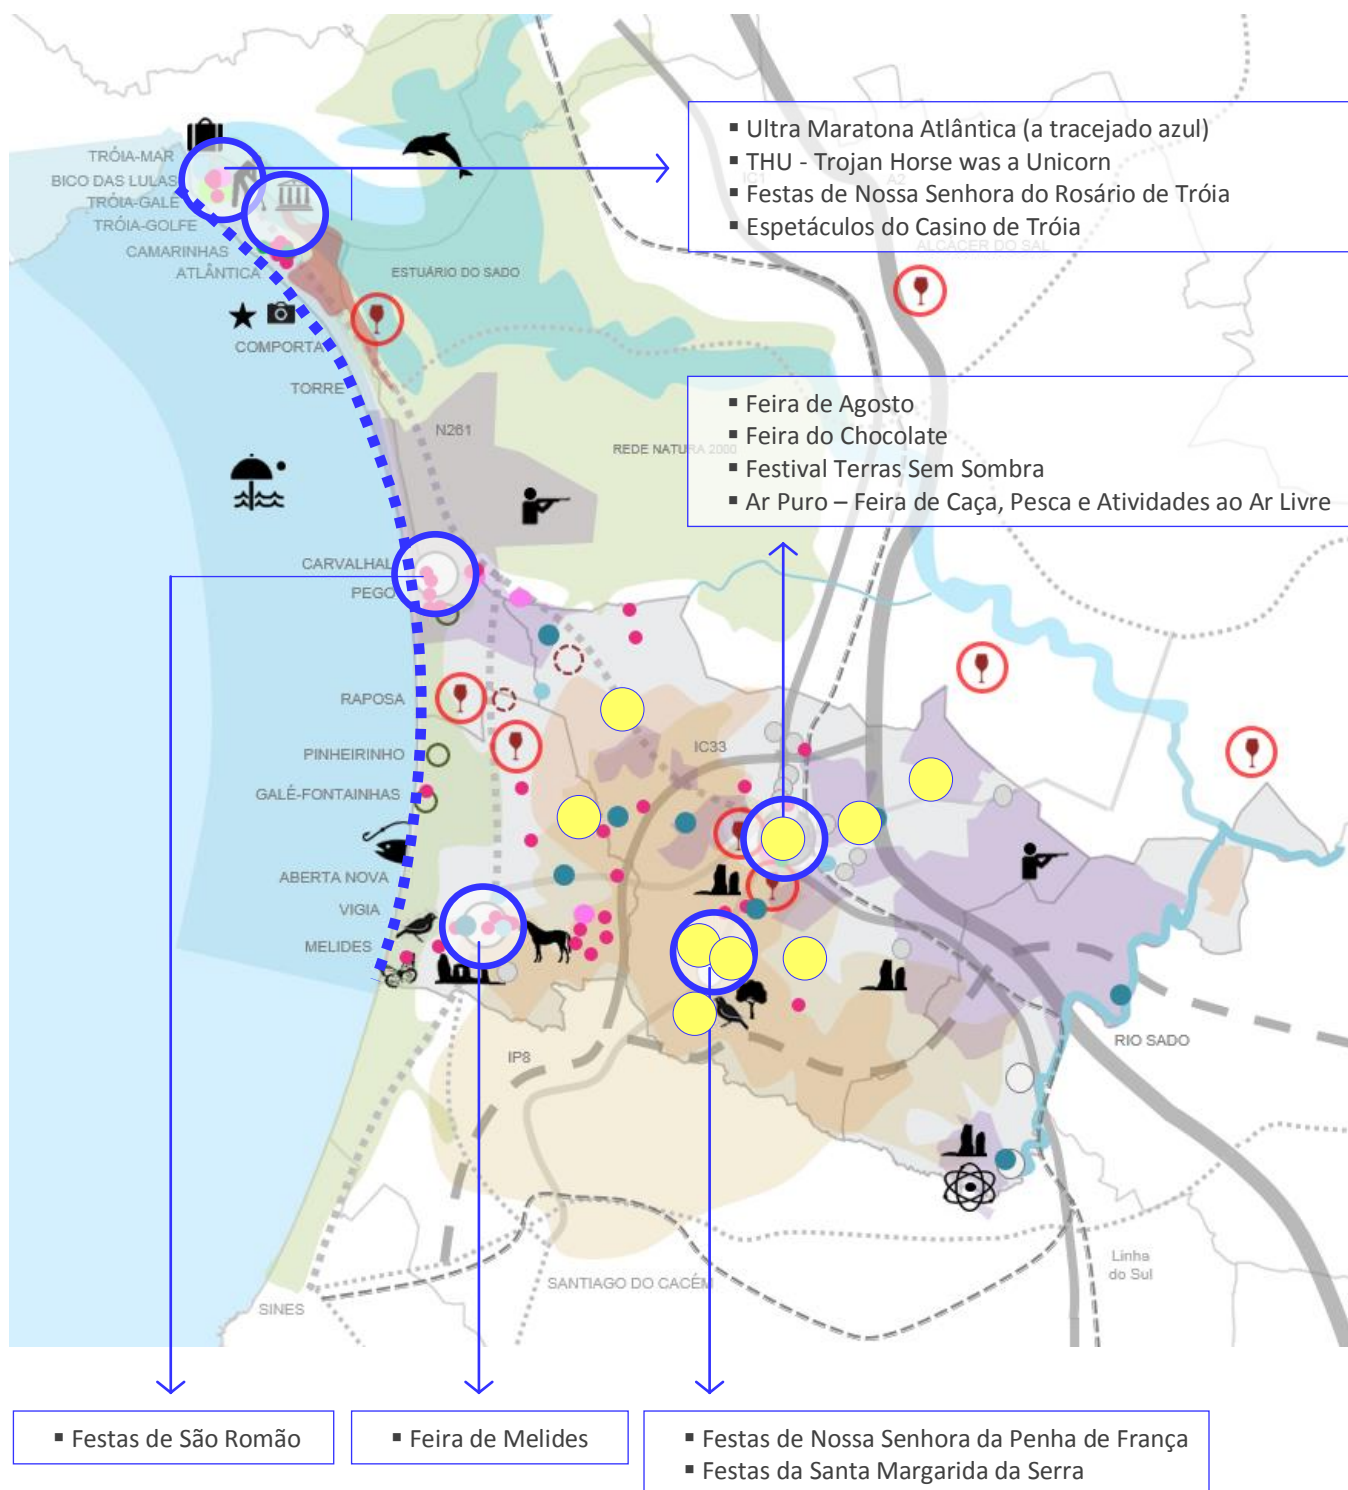 ▪ Ultra Maratona Atlântica (a tracejado azul)
▪ THU - Trojan Horse was a Unicorn
▪ Festas de Nossa Senhora do Rosário de Tróia
▪ Espetáculos do Casino de Tróia
TRÓIA-MAR
BICO DAS LULAS
TRÓIA-GALÉ
TRÓIA-GOLFE
CAMARINHAS
ATLÂNTICA
COMPORTA
TORRE
IC1
A2
ALCÁCER DO SAL
ESTUÁRIO DO SADO
N261
REDE NATURA 2000
▪ Feira de Agosto
▪ Feira do Chocolate
▪ Festival Terras Sem Sombra
▪ Ar Puro – Feira de Caça, Pesca e Atividades ao Ar Livre
CARVALHAL
PEGO
RAPOSA
PINHEIRINHO
GALÉ-FONTAINHAS
ABERTA NOVA
VIGIA
MELIDES
IC33
IP8
RIO SADO
SANTIAGO DO CACÉM
SINES
Linha
do Sul
▪ Festas de São Romão
▪ Feira de Melides
▪ Festas de Nossa Senhora da Penha de França
▪ Festas da Santa Margarida da Serra